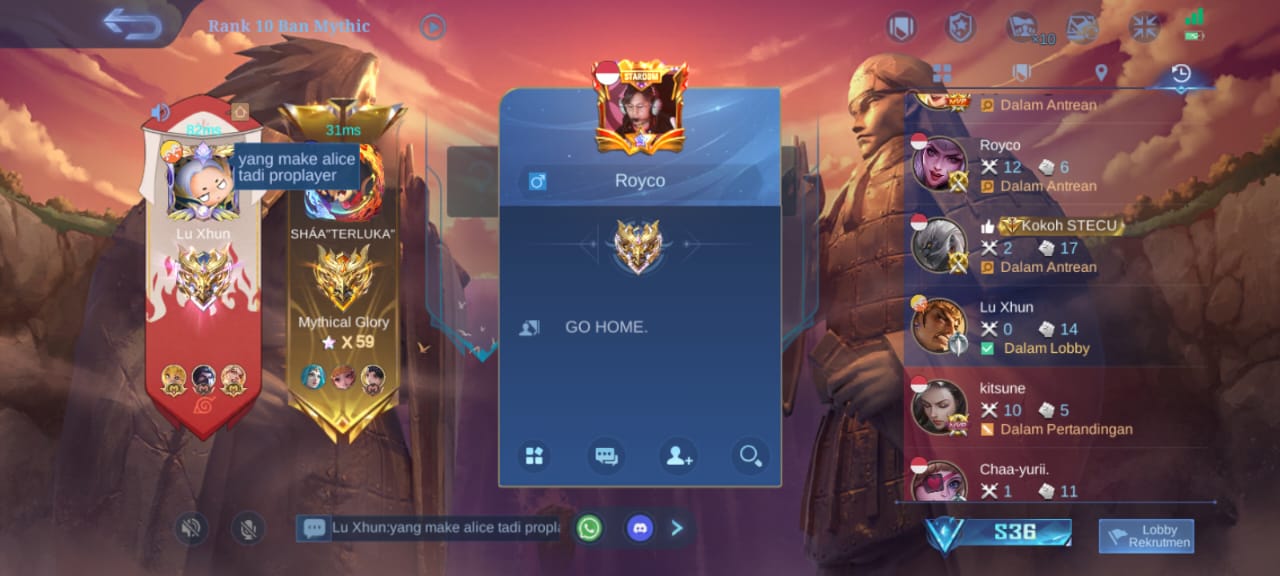 Rank 10 Ban Mythic
×10
82ms
31ms
yang make alice
tadi proplayer
Lu Xhun
SHÁA"TERLUKA"
Mythical Glory
X 59
STARDOM
Royco
GO HOME.
MVP
Dalam Antrean
Royco
12 6
Dalam Antrean
Kokoh STECU
2 17
Dalam Antrean
Lu Xhun
0 14
Dalam Lobby
kitsune
10 5
MVP
Dalam Pertandingan
Chaa-yurii.
1 11
Lu Xhun:yang make alice tadi propla
S36
Lobby
Rekrutmen